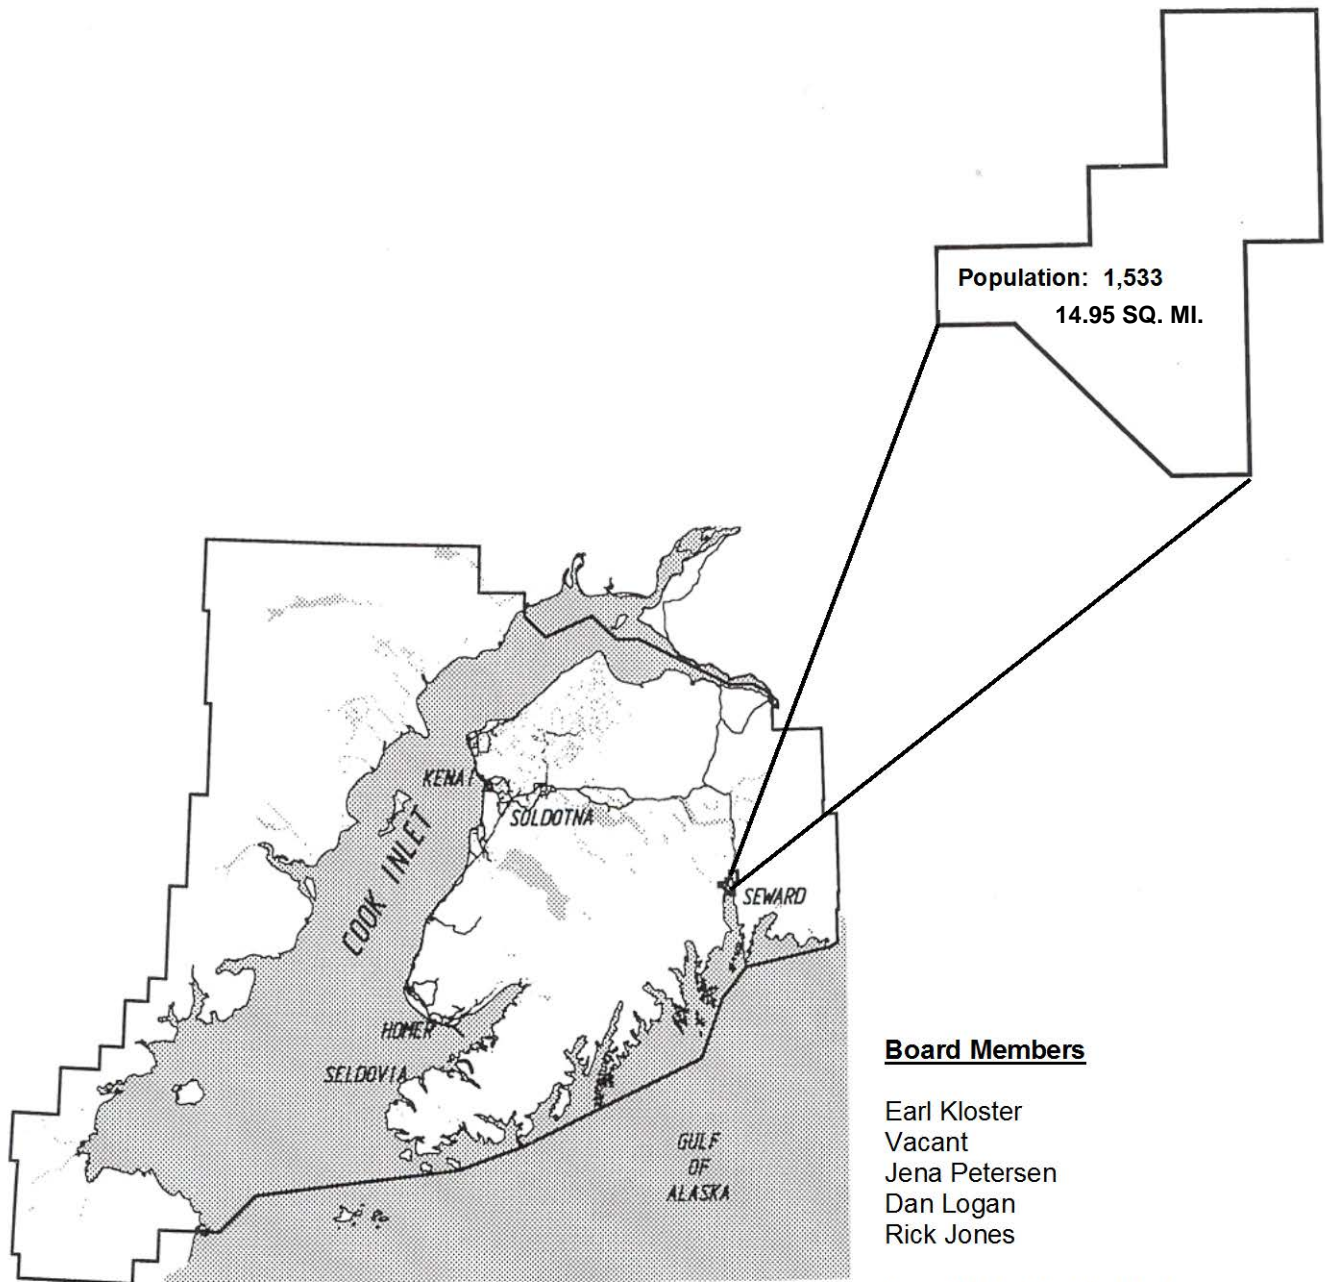 Population: 1,533
14.95 SQ. MI.
KENAI
SOLDOTNA
COOK INLET
SEWARD
HOMER
SELDOVIA
GULF
OF
ALASKA
Board Members
Earl Kloster
Vacant
Jena Petersen
Dan Logan
Rick Jones